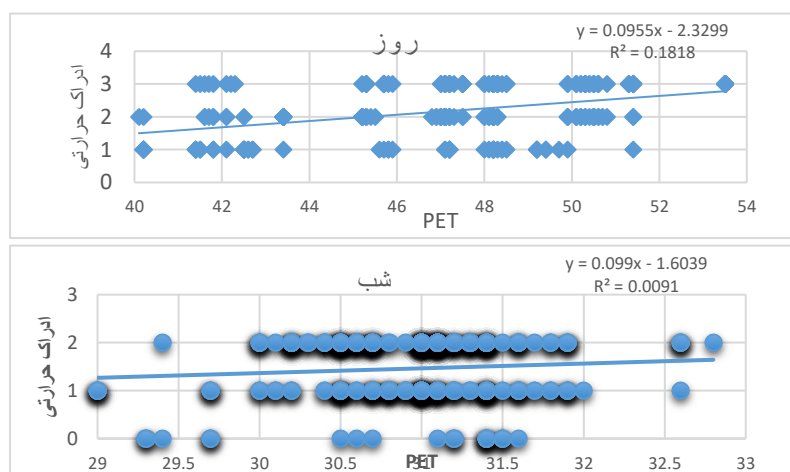 روز
y = 0.0955x - 2.3299
R² = 0.1818
ادراک حرارتی
4
3
2
1
0
40 42 44 46 48 50 52 54
PET
شب
y = 0.099x - 1.6039
R² = 0.0091
ادراک حرارتی
3
2
1
0
29 29.5 30 30.5 31 31.5 32 32.5 33
PET